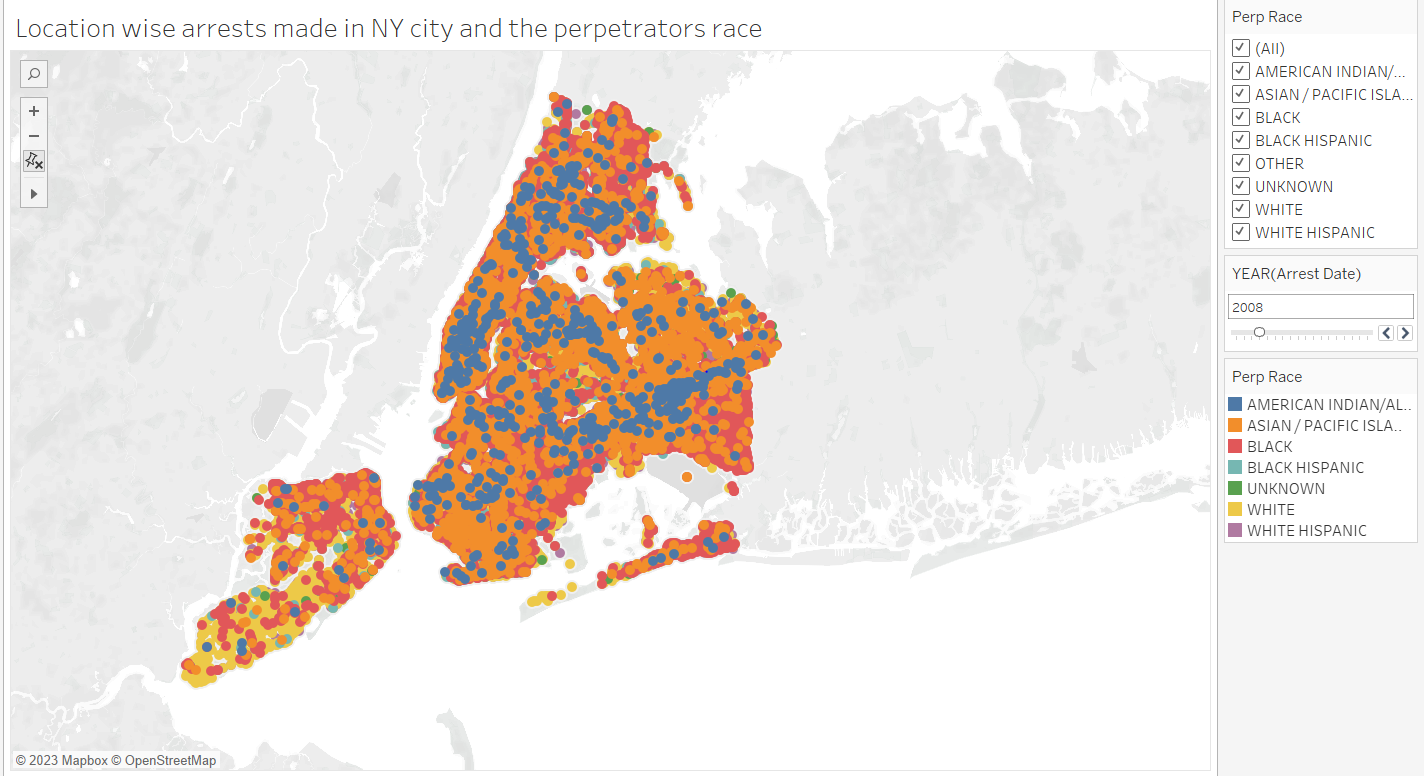 Location wise arrests made in NY city and the perpetrators race
Perp Race
(All)
AMERICAN INDIAN/...
ASIAN / PACIFIC ISLA...
BLACK
BLACK HISPANIC
OTHER
UNKNOWN
WHITE
WHITE HISPANIC
YEAR(Arrest Date)
2008
Perp Race
AMERICAN INDIAN/AL..
ASIAN / PACIFIC ISLA..
BLACK
BLACK HISPANIC
UNKNOWN
WHITE
WHITE HISPANIC
© 2023 Mapbox © OpenStreetMap